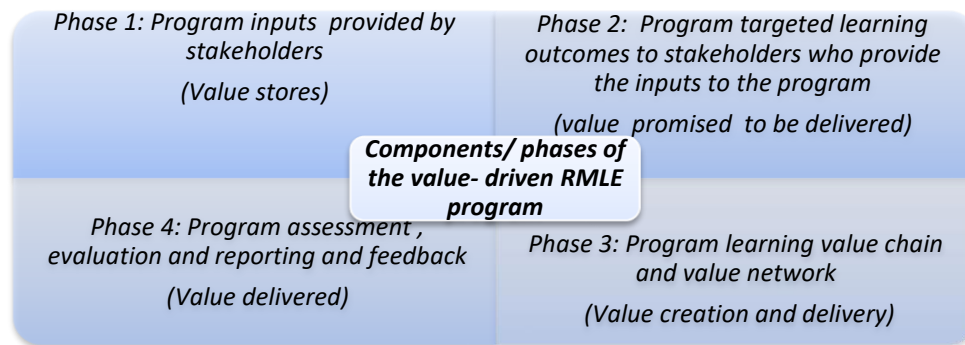 Phase 1: Program inputs provided by
stakeholders
(Value stores)
Phase 2: Program targeted learning
outcomes to stakeholders who provide
the inputs to the program
(value promised to be delivered)
Components/ phases of
the value- driven RMLE
program
Phase 4: Program assessment ,
evaluation and reporting and feedback
(Value delivered)
Phase 3: Program learning value chain
and value network
(Value creation and delivery)